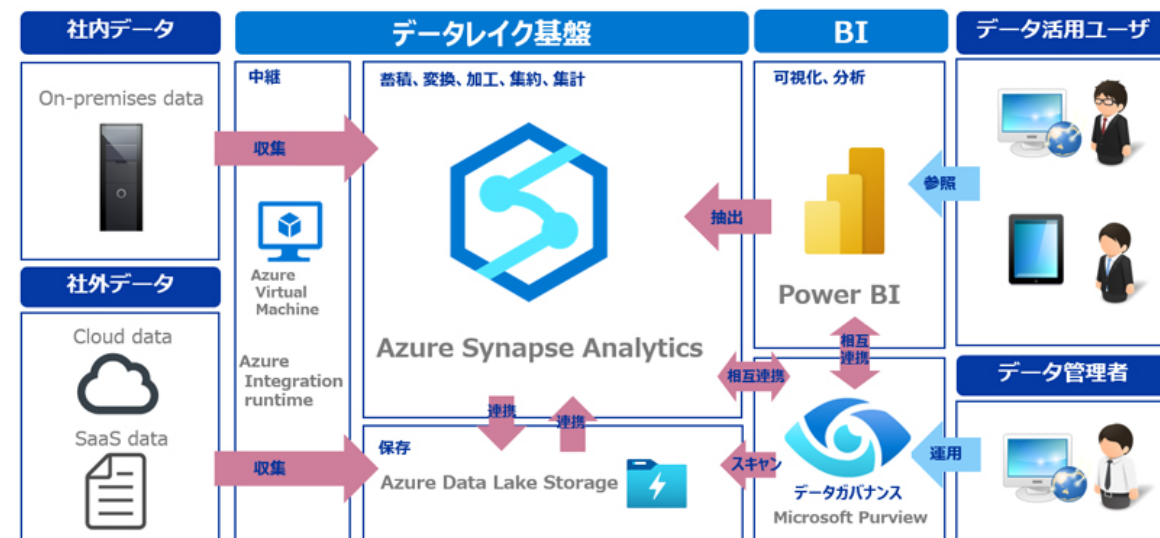 社内データ
On-premises data
社外データ
Cloud data
SaaS data
データレイク基盤
中継
収集
Azure
Virtual
Machine
Azure
Integration
runtime
収集
蓄積、変換、加工、集約、集計
Azure Synapse Analytics
連携
連携
保存
Azure Data Lake Storage
BI
可視化、分析
抽出
Power BI
相互
連携
相互連携
スキャン
データガバナンス
Microsoft Purview
データ活用ユーザ
参照
データ管理者
運用